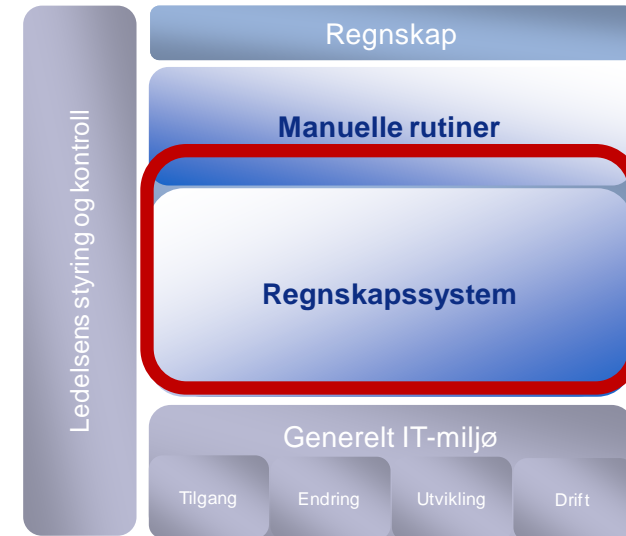 Ledelsens styring og kontroll
Regnskap
Manuelle rutiner
Regnskapssystem
Generelt IT-miljø
Tilgang Endring Utvikling Drift